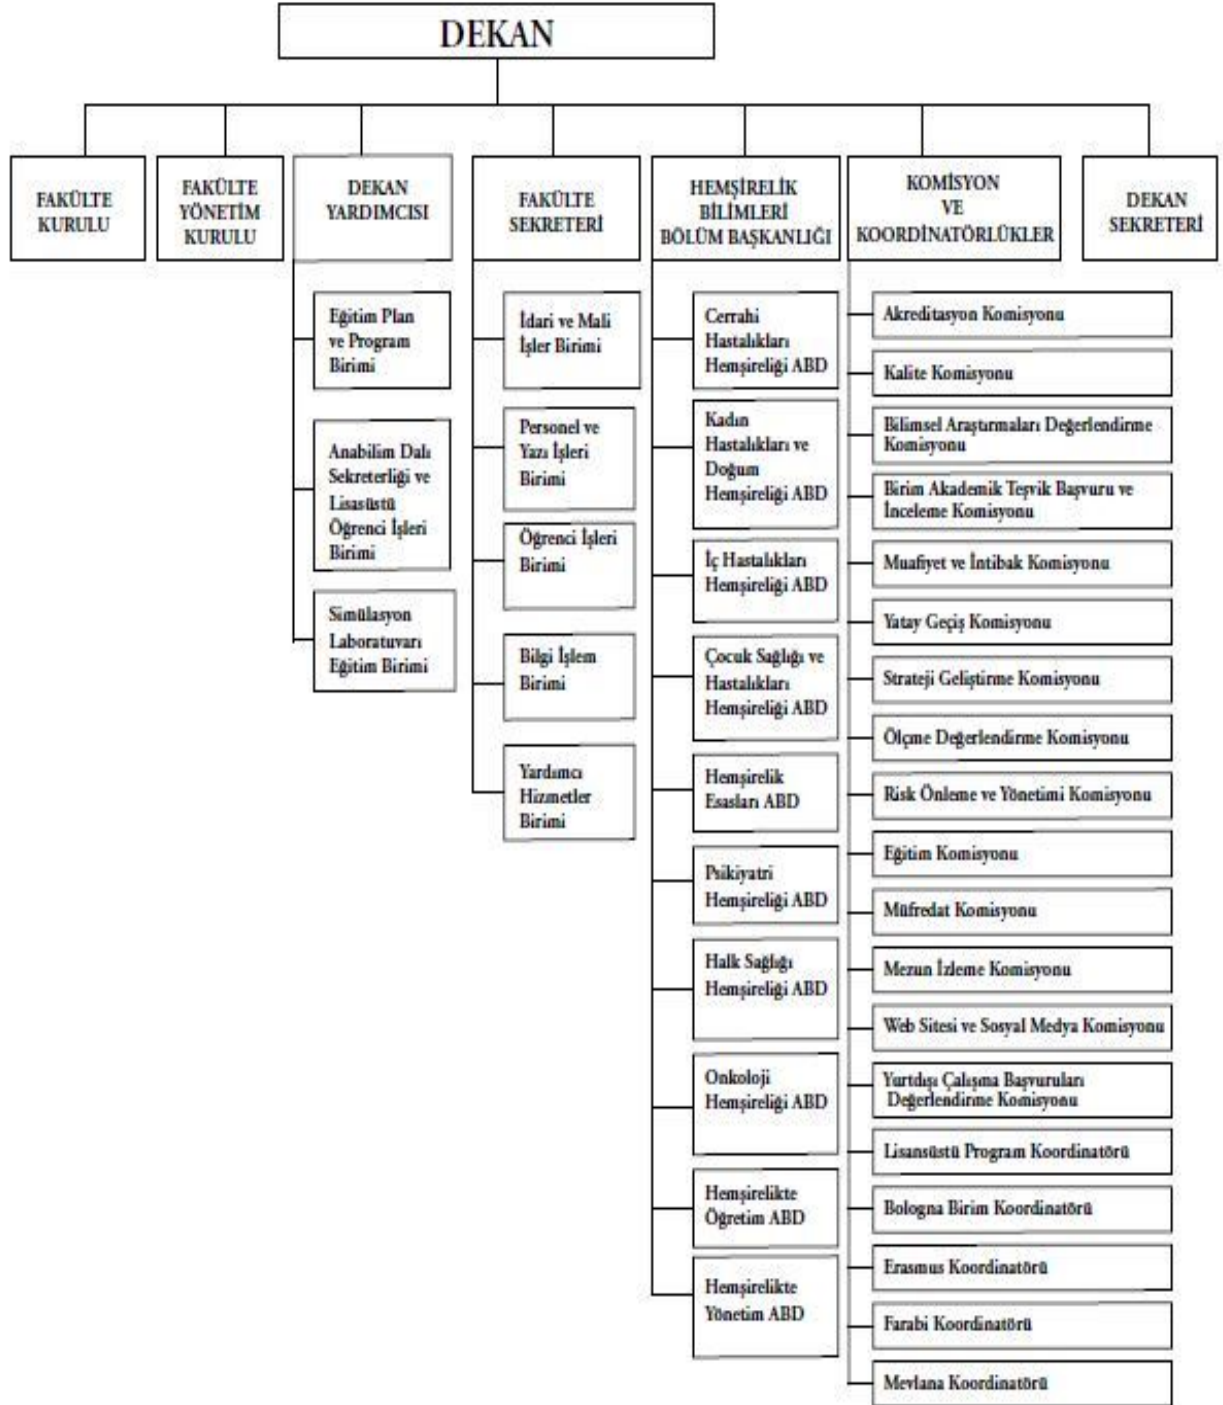 DEKAN
FAKÜLTE
KURULU
FAKÜLTE
YÖNETİM
KURULU
DEKAN
YARDIMCISI
FAKÜLTE
SEKRETERİ
HEMŞİRELİK
BİLİMLERİ
BÖLÜM BAŞKANLIĞI
KOMİSYON
VE
KOORDİNATÖRLÜKLER
DEKAN
SEKRETERİ
Eğitim Plan
ve Program
Birimi
Anabilim Dalı
Sekreterliği ve
Lisasüstü
Öğrenci İşleri
Birimi
Simülasyon
Laboratuvarı
Eğitim Birimi
İdari ve Mali
İşler Birimi
Personel ve
Yazı İşleri
Birimi
Öğrenci İşleri
Birimi
Bilgi İşlem
Birimi
Yardımcı
Hizmetler
Birimi
Cerrahi
Hastalıkları
Hemşireliği ABD
Kadın
Hastalıkları ve
Doğum
Hemşireliği ABD
İç Hastalıkları
Hemşireliği ABD
Çocuk Sağlığı ve
Hastalıkları
Hemşireliği ABD
Hemşirelik
Esasları ABD
Psikiyatri
Hemşireliği ABD
Halk Sağlığı
Hemşireliği ABD
Onkoloji
Hemşireliği ABD
Hemşirelikte
Öğretim ABD
Hemşirelikte
Yönetim ABD
Akreditasyon Komisyonu
Kalite Komisyonu
Bilimsel Araştırmaları Değerlendirme
Komisyonu
Birim Akademik Teşvik Başvuru ve
İnceleme Komisyonu
Muafiyet ve İntibak Komisyonu
Yatay Geçiş Komisyonu
Strateji Geliştirme Komisyonu
Ölçme Değerlendirme Komisyonu
Risk Önleme ve Yönetimi Komisyonu
Eğitim Komisyonu
Müfredat Komisyonu
Mezun İzleme Komisyonu
Web Sitesi ve Sosyal Medya Komisyonu
Yurtdışı Çalışma Başvuruları
Değerlendirme Komisyonu
Lisansüstü Program Koordinatörü
Bologna Birim Koordinatörü
Erasmus Koordinatörü
Farabi Koordinatörü
Mevlana Koordinatörü